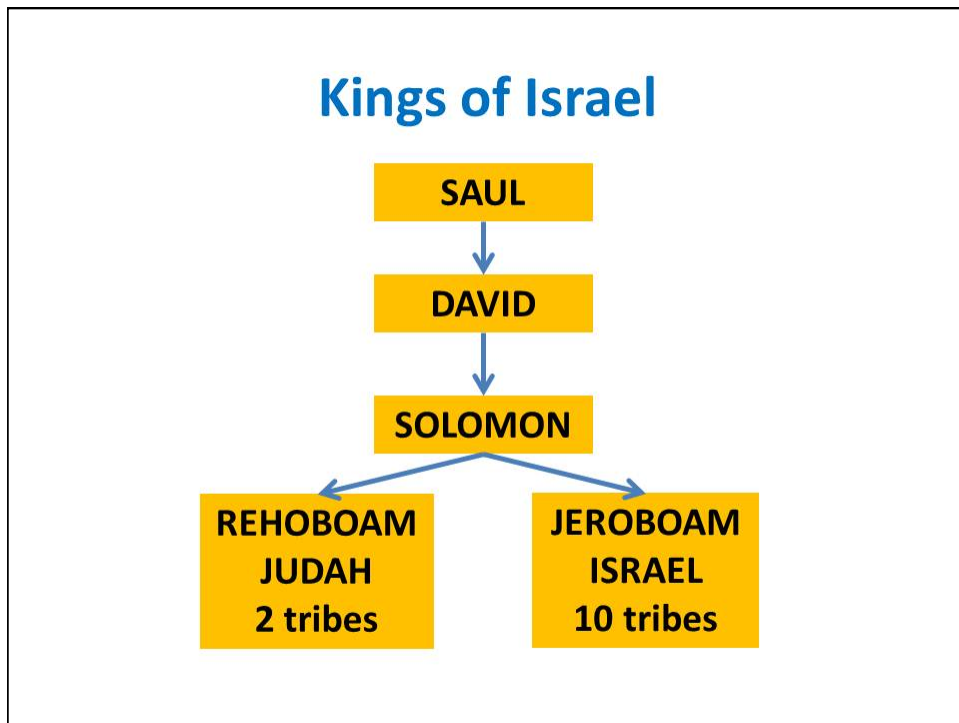 Kings of Israel
SAUL
DAVID
SOLOMON
REHOBOAM
JUDAH
2 tribes
JEROBOAM
ISRAEL
10 tribes